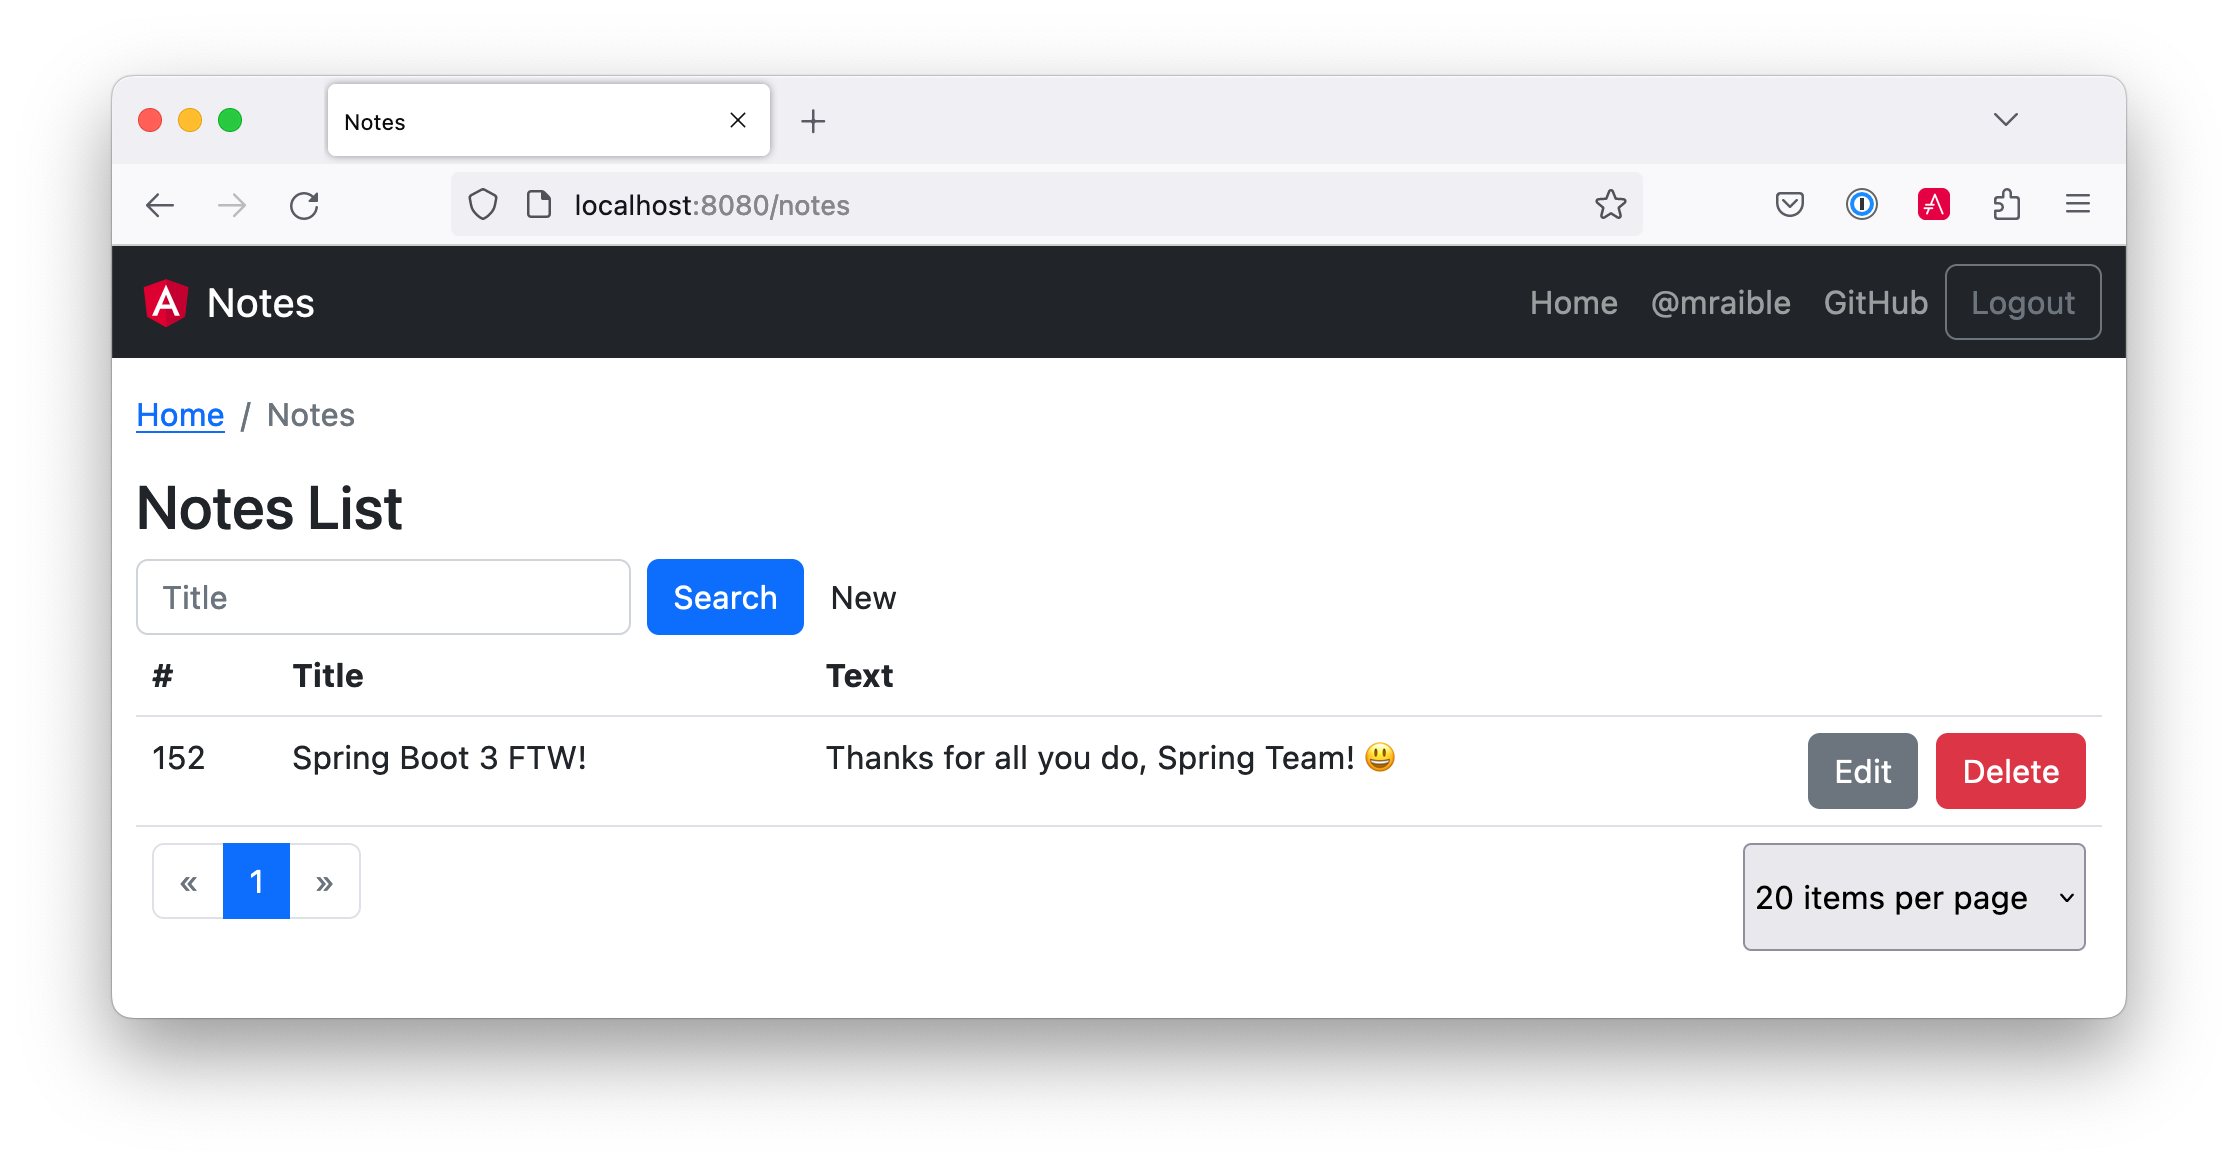 Notes
localhost:8080/notes
Notes Home @mraible GitHub Logout
Home / Notes
Notes List
Title Search New
# Title Text
152 Spring Boot 3 FTW! Thanks for all you do, Spring Team! 😃 Edit Delete
« 1 » 20 items per page